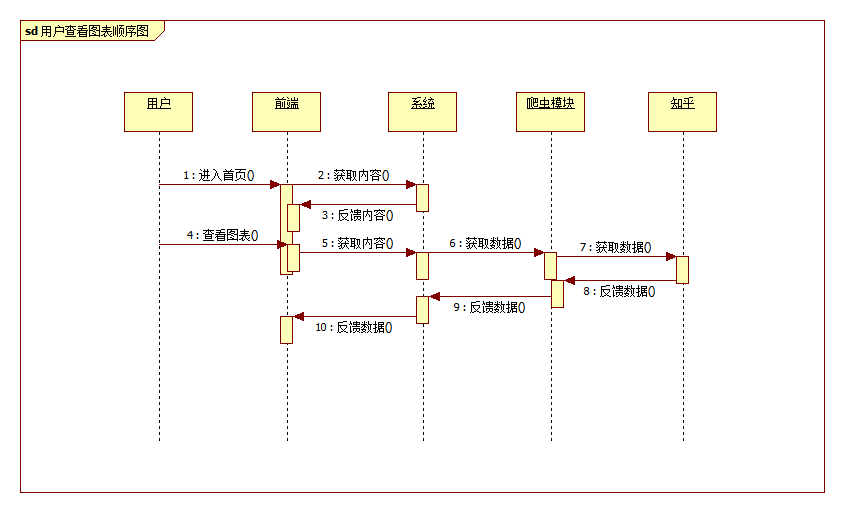 sd 用户查看图表顺序图
用户
前端
系统
爬虫模块
知乎
1 : 进入首页()
2 : 获取内容()
3 : 反馈内容()
4 : 查看图表()
5 : 获取内容()
6 : 获取数据()
7 : 获取数据()
8 : 反馈数据()
9 : 反馈数据()
10 : 反馈数据()